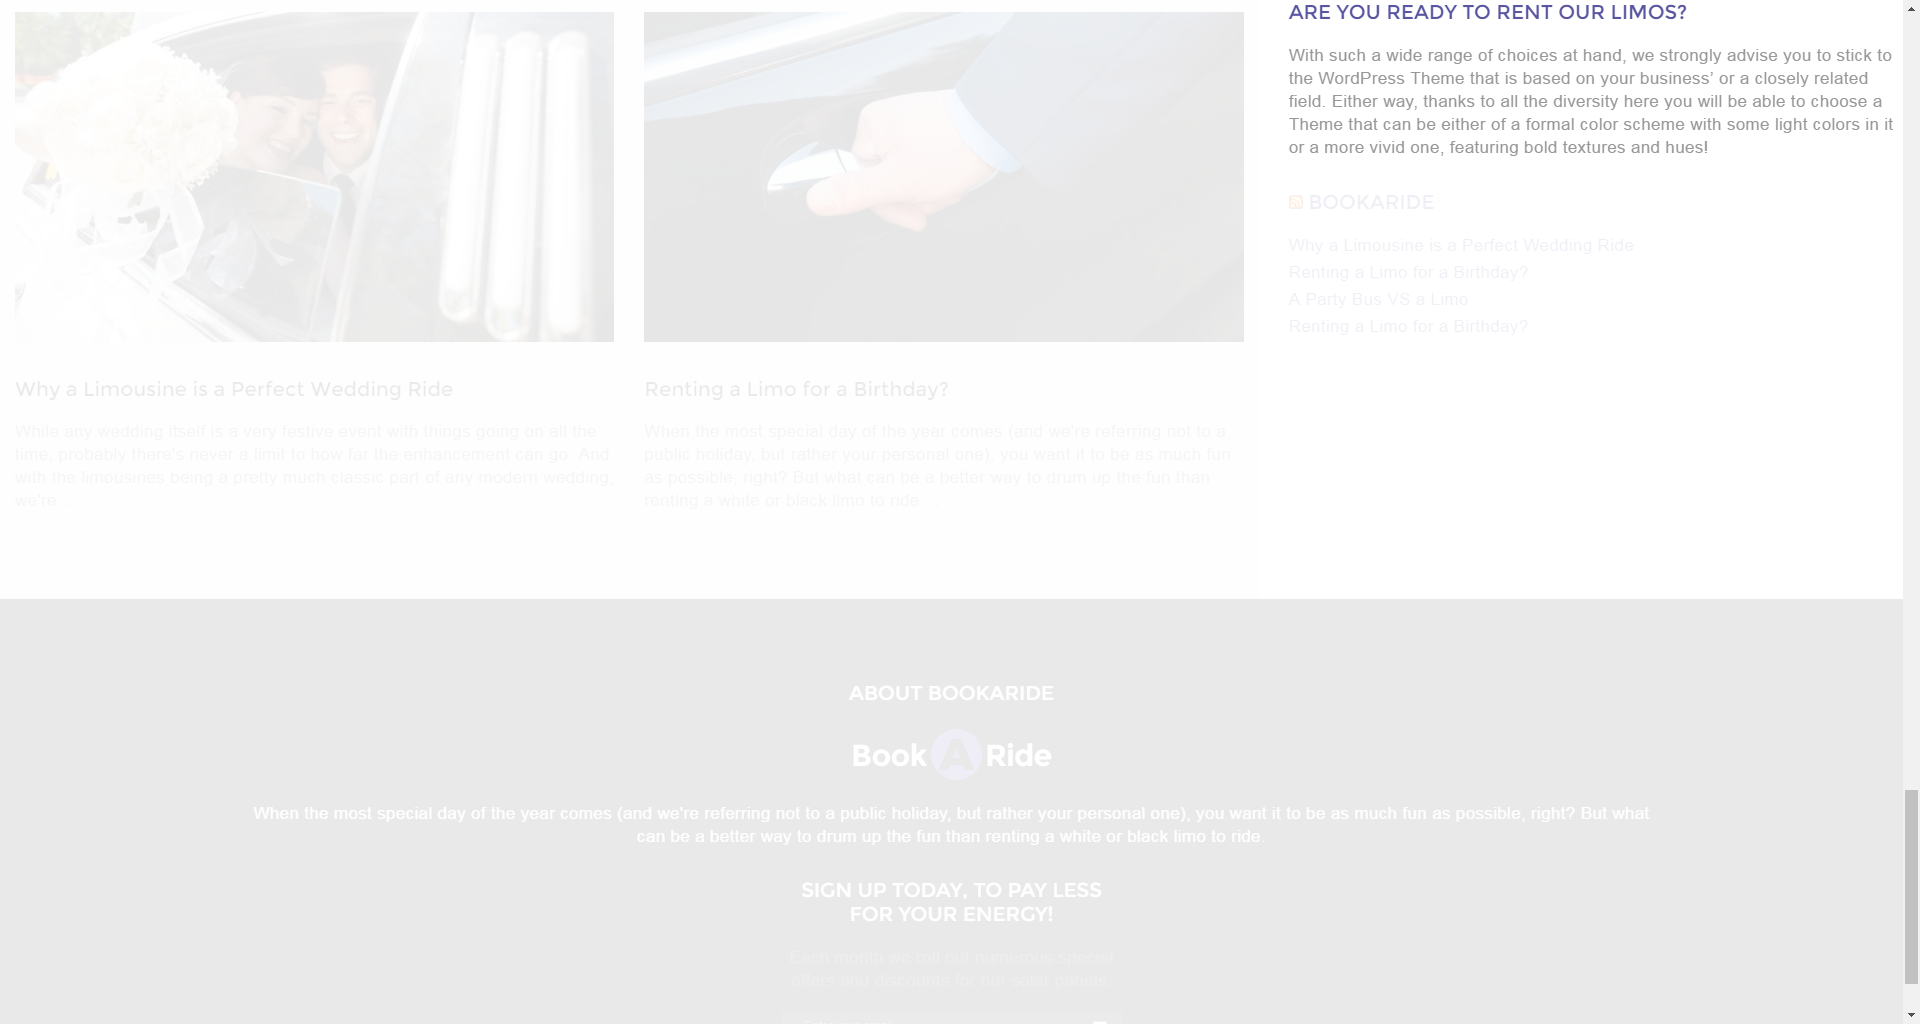 ARE YOU READY TO RENT OUR LIMOS?
With such a wide range of choices at hand, we strongly advise you to stick to
the WordPress Theme that is based on your business’ or a closely related
field. Either way, thanks to all the diversity here you will be able to choose a
Theme that can be either of a formal color scheme with some light colors in it
or a more vivid one, featuring bold textures and hues!
BOOKARIDE
Why a Limousine is a Perfect Wedding Ride
Renting a Limo for a Birthday?
A Party Bus VS a Limo
Renting a Limo for a Birthday?
Why a Limousine is a Perfect Wedding Ride
While any wedding itself is a very festive event with things going on all the
time, probably there's never a limit to how far the enhancement can go. And
with the limousines being a pretty much classic part of any modern wedding,
we're
Renting a Limo for a Birthday?
When the most special day of the year comes (and we're referring not to a
public holiday, but rather your personal one), you want it to be as much fun
as possible, right? But what can be a better way to drum up the fun than
renting a white or black limo to ride.
ABOUT BOOKARIDE
Book A Ride
When the most special day of the year comes (and we're referring not to a public holiday, but rather your personal one), you want it to be as much fun as possible, right? But what
can be a better way to drum up the fun than renting a white or black limo to ride.
SIGN UP TODAY, TO PAY LESS
FOR YOUR ENERGY!
Each month we roll out numerous special
offers and discounts for our solar panels.